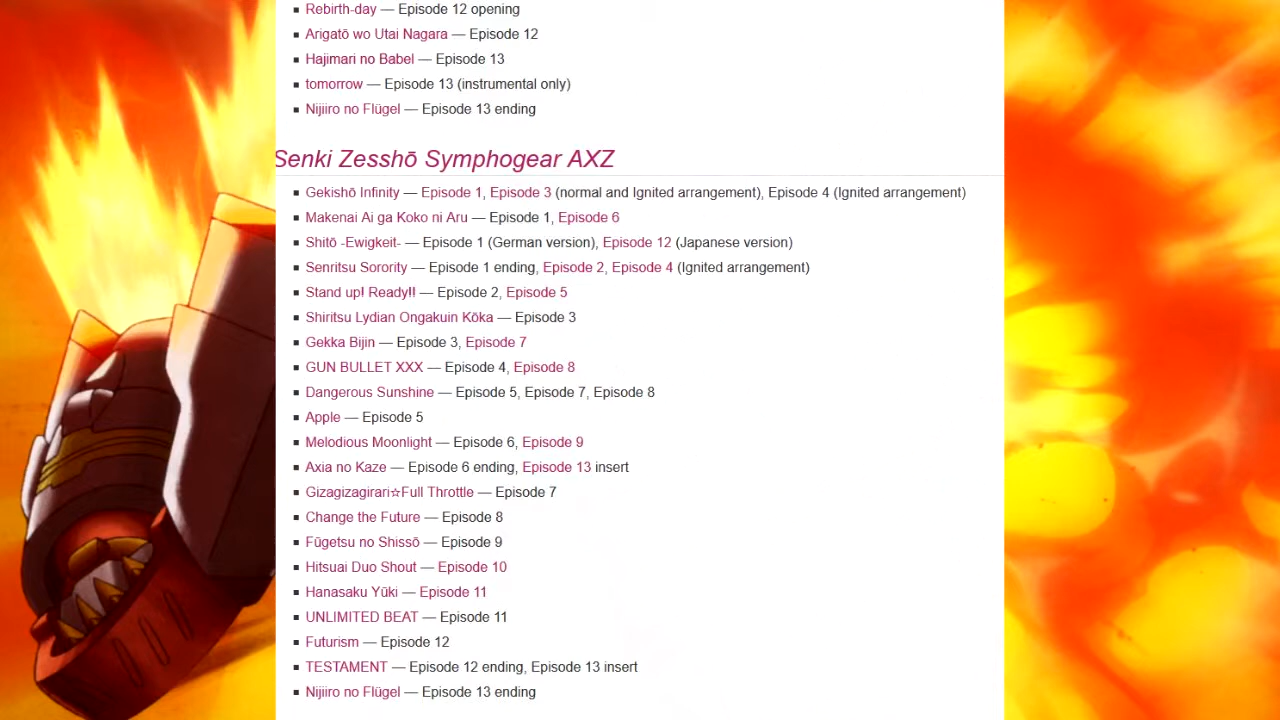 Rebirth-day — Episode 12 opening
Arigatō wo Utai Nagara — Episode 12
Hajimari no Babel — Episode 13
tomorrow — Episode 13 (instrumental only)
Nijiiro no Flügel — Episode 13 ending
Senki Zesshō Symphogear AXZ
Gekishō Infinity — Episode 1, Episode 3 (normal and Ignited arrangement), Episode 4 (Ignited arrangement)
Makenai Ai ga Koko ni Aru — Episode 1, Episode 6
Shitō -Ewigkeit- — Episode 1 (German version), Episode 12 (Japanese version)
Senritsu Sorority — Episode 1 ending, Episode 2, Episode 4 (Ignited arrangement)
Stand up! Ready!! — Episode 2, Episode 5
Shiritsu Lydian Ongakuin Kōka — Episode 3
Gekka Bijin — Episode 3, Episode 7
GUN BULLET XXX — Episode 4, Episode 8
Dangerous Sunshine — Episode 5, Episode 7, Episode 8
Apple — Episode 5
Melodious Moonlight — Episode 6, Episode 9
Axia no Kaze — Episode 6 ending, Episode 13 insert
Gizagizagirari☆Full Throttle — Episode 7
Change the Future — Episode 8
Fūgetsu no Shissō — Episode 9
Hitsuai Duo Shout — Episode 10
Hanasaku Yūki — Episode 11
UNLIMITED BEAT — Episode 11
Futurism — Episode 12
TESTAMENT — Episode 12 ending, Episode 13 insert
Nijiiro no Flügel — Episode 13 ending